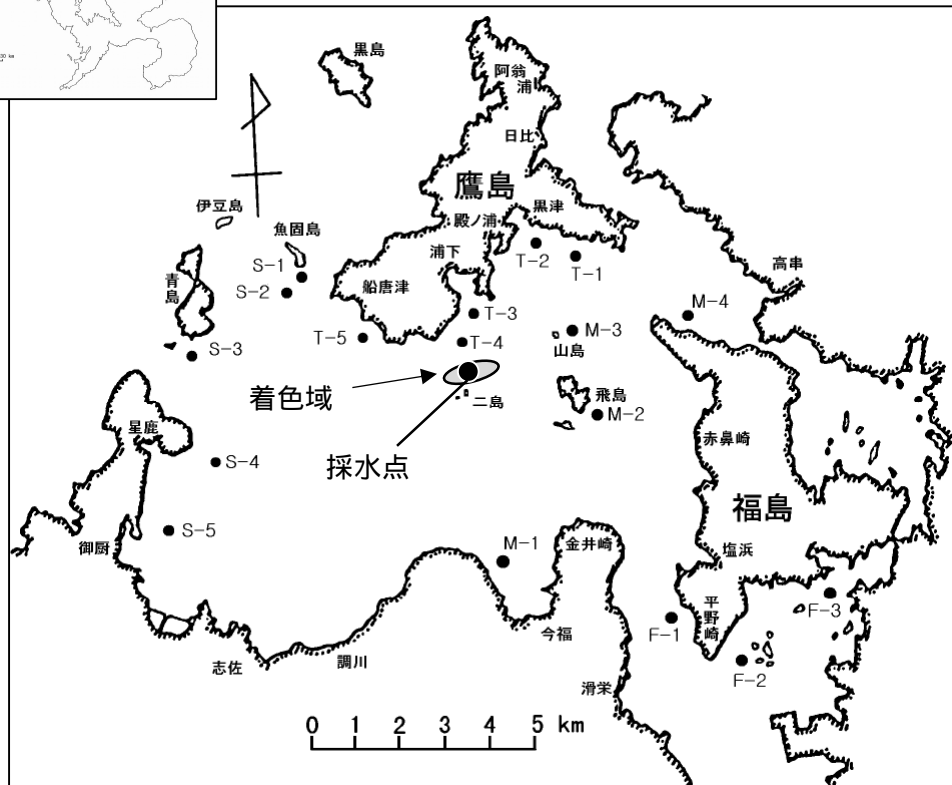 黒島
阿翁
浦
日比
鷹島
伊豆島
黒津
魚固島
殿ノ浦
浦下
S-1
T-2
T-1
高串
青島
S-2
船唐津
M-4
T-3
M-3
T-5
T-4
山島
S-3
着色域
二島
飛島
M-2
星鹿
赤鼻崎
採水点
S-4
福島
S-5
御厨
M-1
金井崎
塩浜
平野崎
F-3
F-1
今福
志佐
調川
F-2
滑栄
0 1 2 3 4 5 km